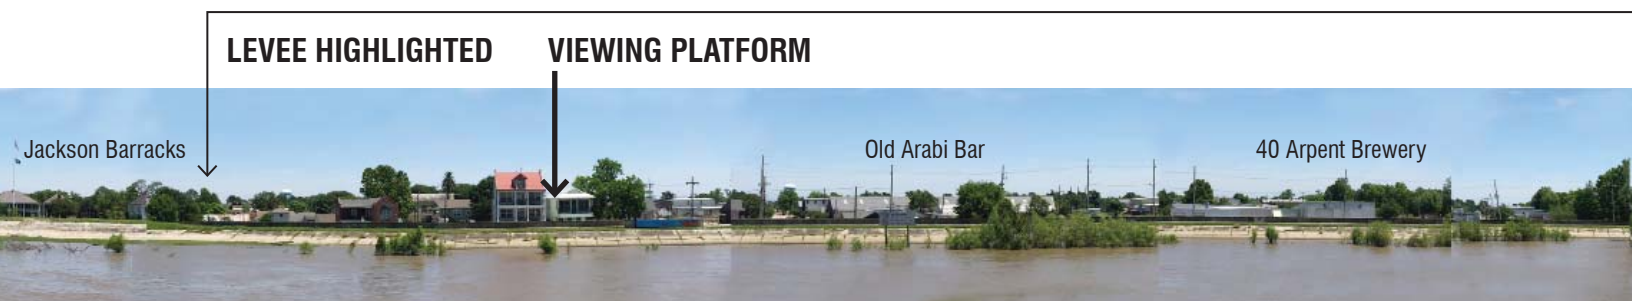 LEVEE HIGHLIGHTED VIEWING PLATFORM
Jackson Barracks Old Arabi Bar 40 Arpent Brewery